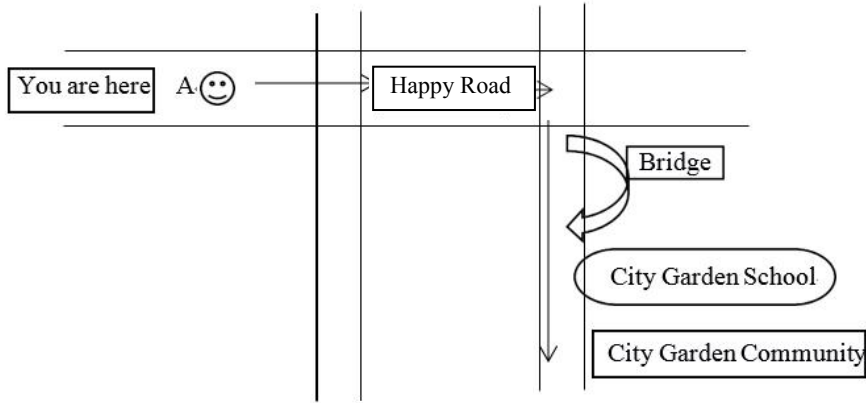 You are here
A
Happy Road
Bridge
City Garden School
City Garden Community